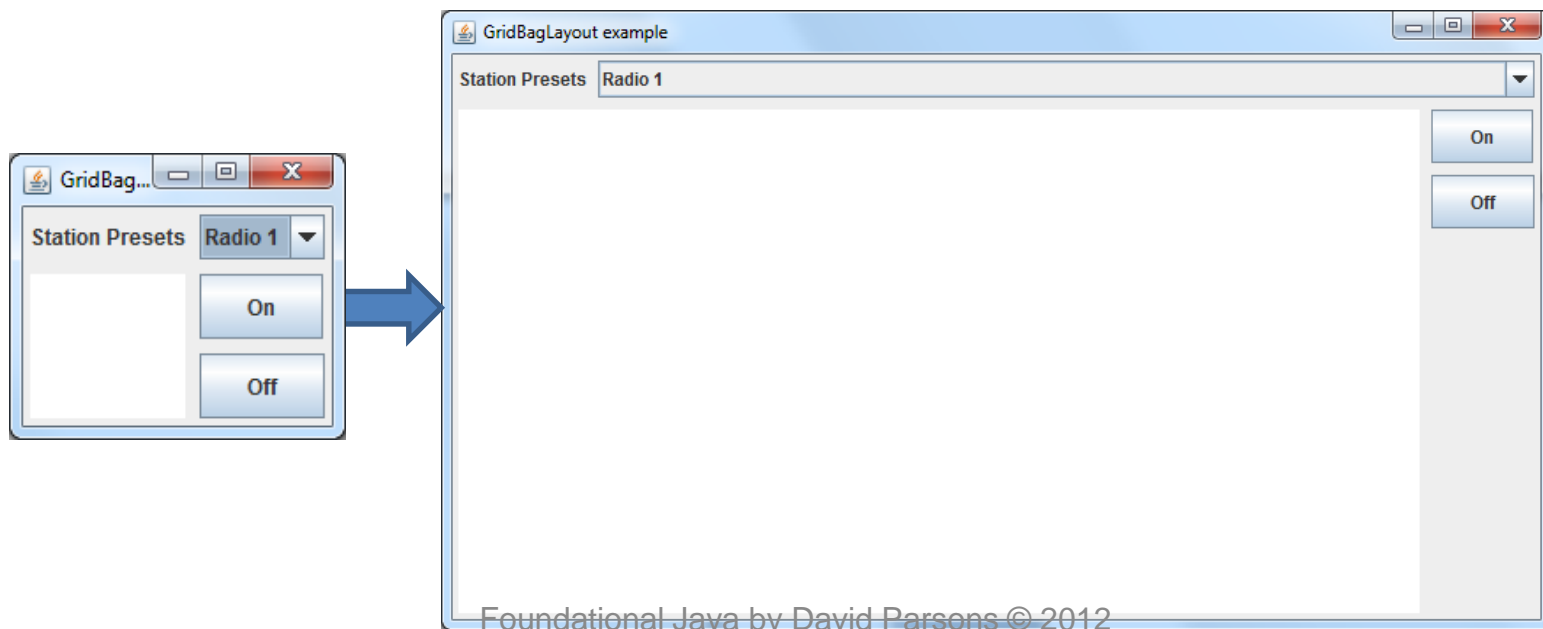 GridBag...
Station Presets Radio 1
On
Off
GridBagLayout example
Station Presets Radio 1
On
Off
Foundational Java by David Parsons © 2012